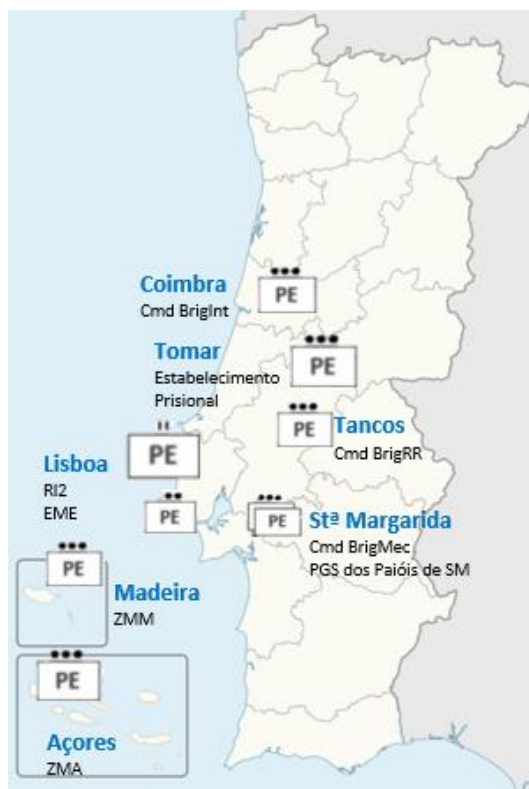 Coimbra
Cmd BrigInt
PE
Tomar
Estabelecimento
Prisional
PE
PE
Tancos
Cmd BrigRR
PE
Lisboa
RI2
EME
PE
PE
Stª Margarida
Cmd BrigMec
PGS dos Paióis de SM
PE
Madeira
ZMM
PE
Açores
ZMA